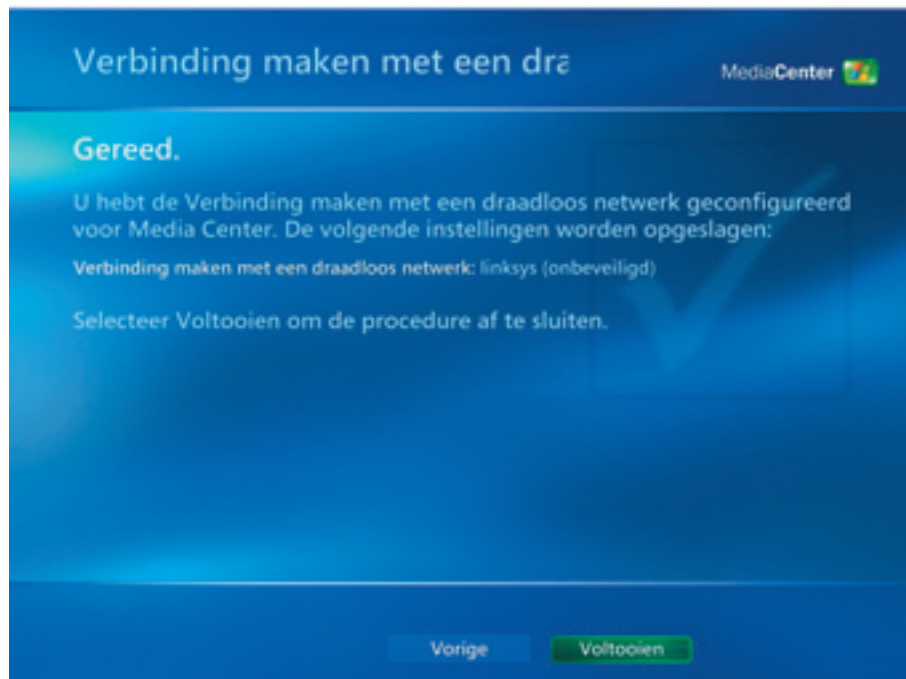 Verbinding maken met een dra
MediaCenter
Gereed.
U hebt de Verbinding maken met een draadloos netwerk geconfigureerd
voor Media Center. De volgende instellingen worden opgeslagen:
Verbinding maken met een draadloos netwerk: linksys (onbeveiligd)
Selecteer Voltooien om de procedure af te sluiten.
Vorige
Voltooien